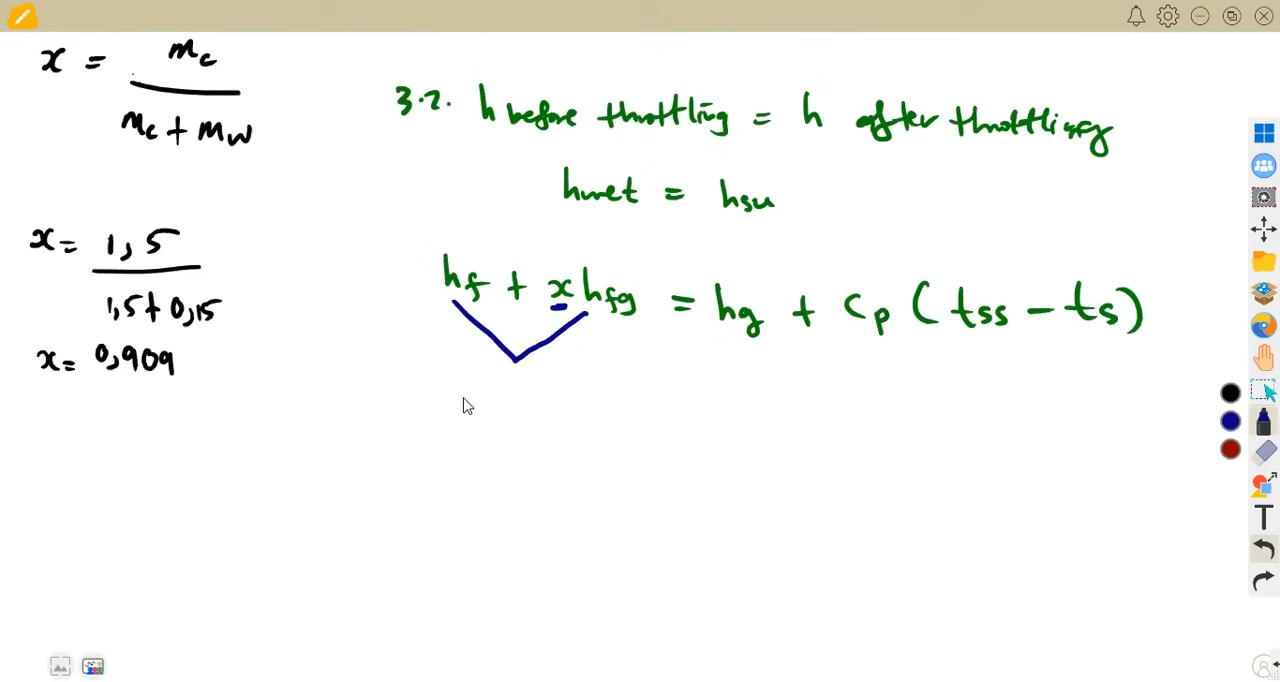 x = mc / mc + mw
x = 1,5 / 1,5 + 0,15
x = 0,909
3.2. h before throttling = h after throttling
hwet = hsu
hf + xhfg = hg + cp (tss - ts)
T